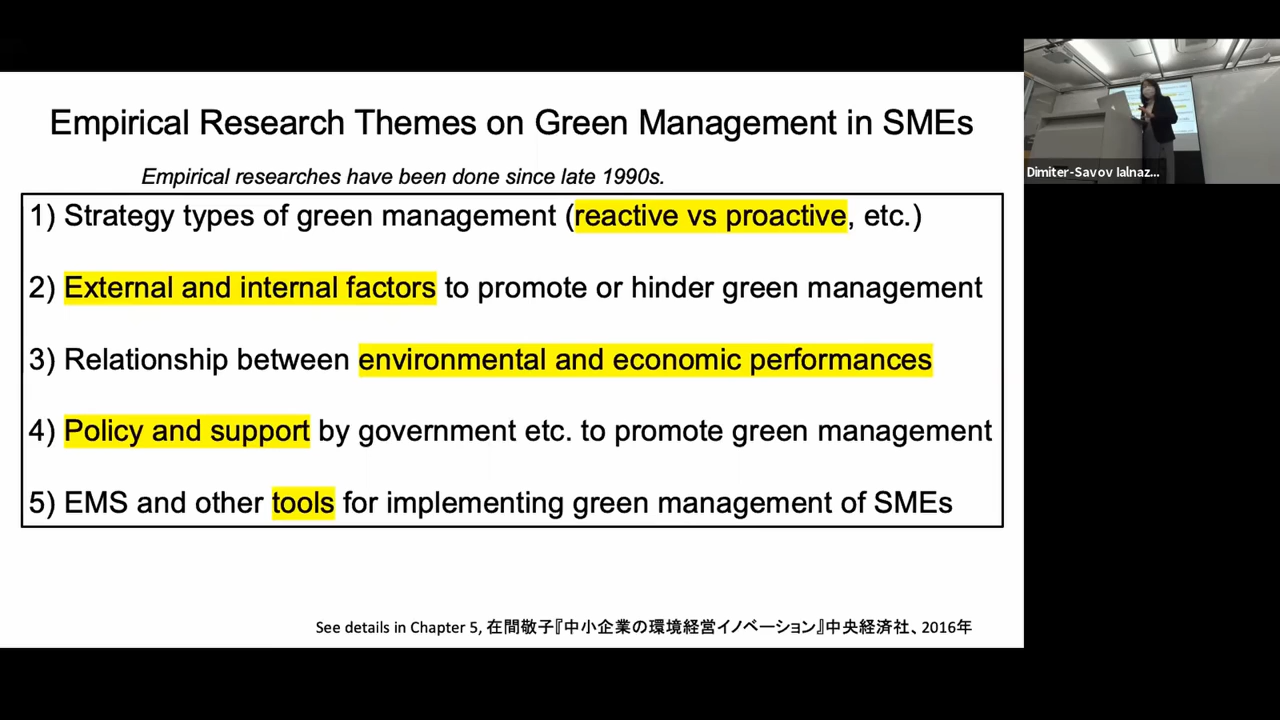 Empirical Research Themes on Green Management in SMEs
Empirical researches have been done since late 1990s.
1) Strategy types of green management (reactive vs proactive, etc.)
2) External and internal factors to promote or hinder green management
3) Relationship between environmental and economic performances
4) Policy and support by government etc. to promote green management
5) EMS and other tools for implementing green management of SMEs
See details in Chapter 5, 在間敬子『中小企業の環境経営イノベーション』中央経済社、2016年
Dimiter-Savov Ialnaz...